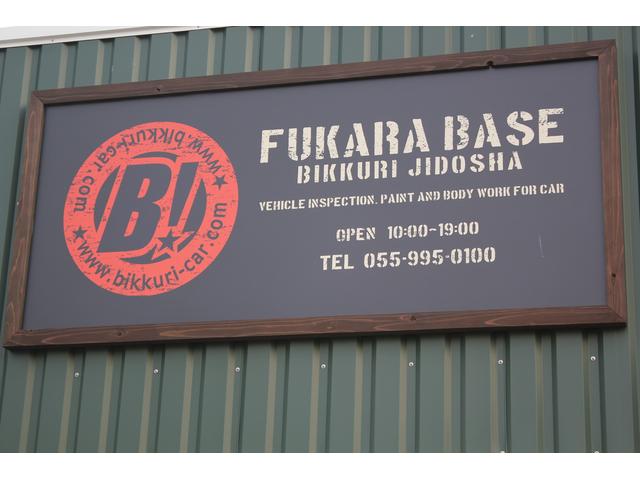 www.bikkuri-car.com
B!
www.bikkuri-car.com
FUKARA BASE
BIKKURI JIDOSHA
VEHICLE INSPECTION. PAINT AND BODY WORK FOR CAR
OPEN 10:00-19:00
TEL 055-995-0100